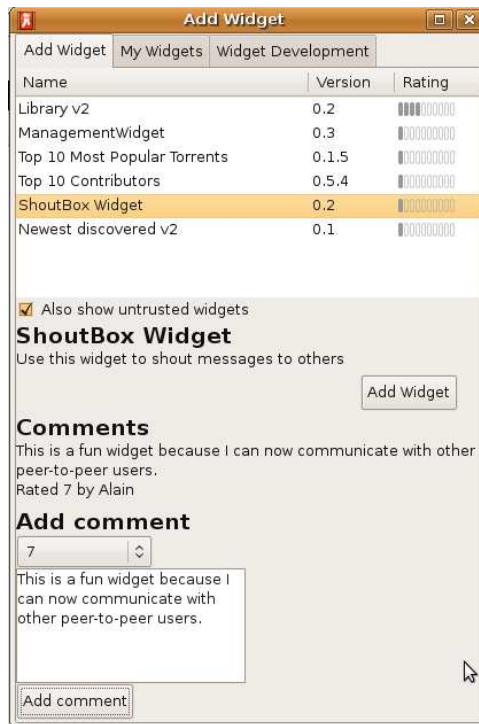 Add Widget
Add Widget My Widgets Widget Development
Name Version Rating
Library v2 0.2
ManagementWidget 0.3
Top 10 Most Popular Torrents 0.1.5
Top 10 Contributors 0.5.4
ShoutBox Widget 0.2
Newest discovered v2 0.1
Also show untrusted widgets
ShoutBox Widget
Use this widget to shout messages to others
Add Widget
Comments
This is a fun widget because I can now communicate with other
peer-to-peer users.
Rated 7 by Alain
Add comment
7
This is a fun widget because I
can now communicate with
other peer-to-peer users.
Add comment